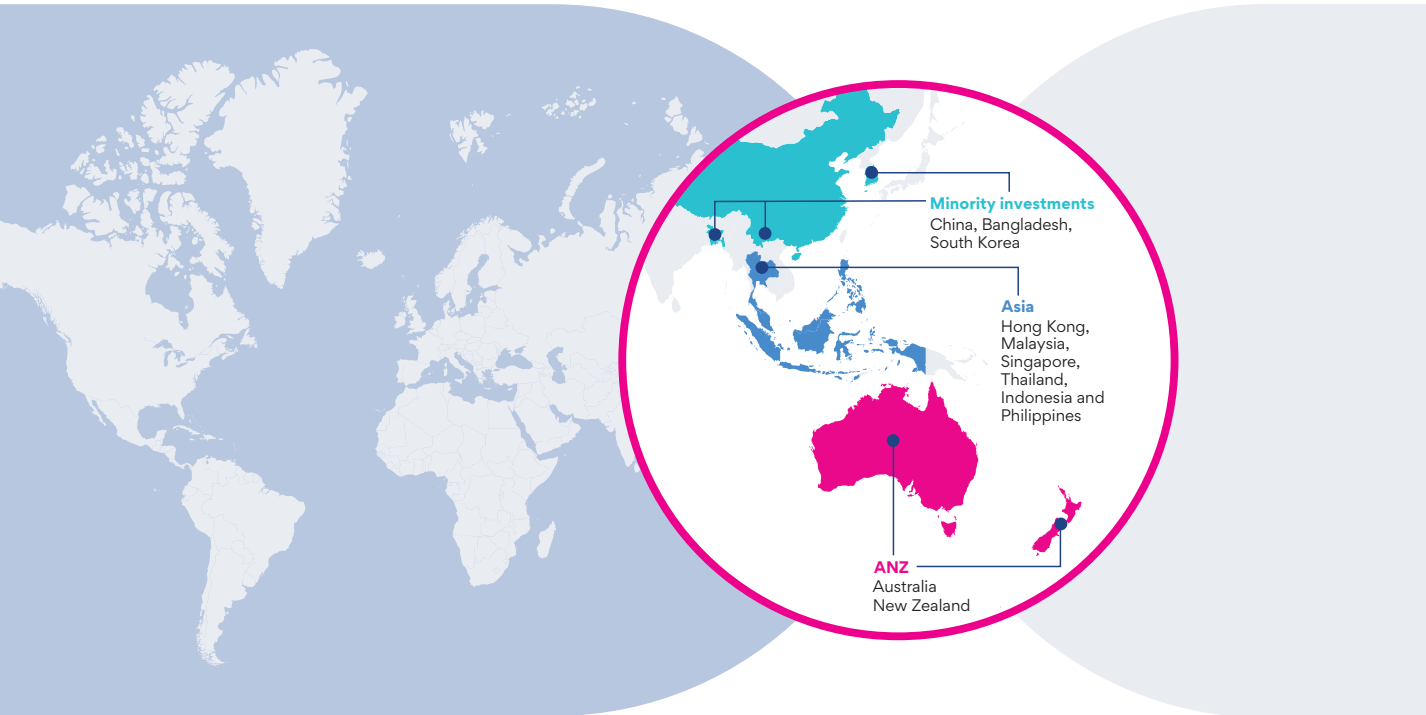 Minority investments
China, Bangladesh,
South Korea
Asia
Hong Kong,
Malaysia,
Singapore,
Thailand,
Indonesia and
Philippines
ANZ
Australia
New Zealand